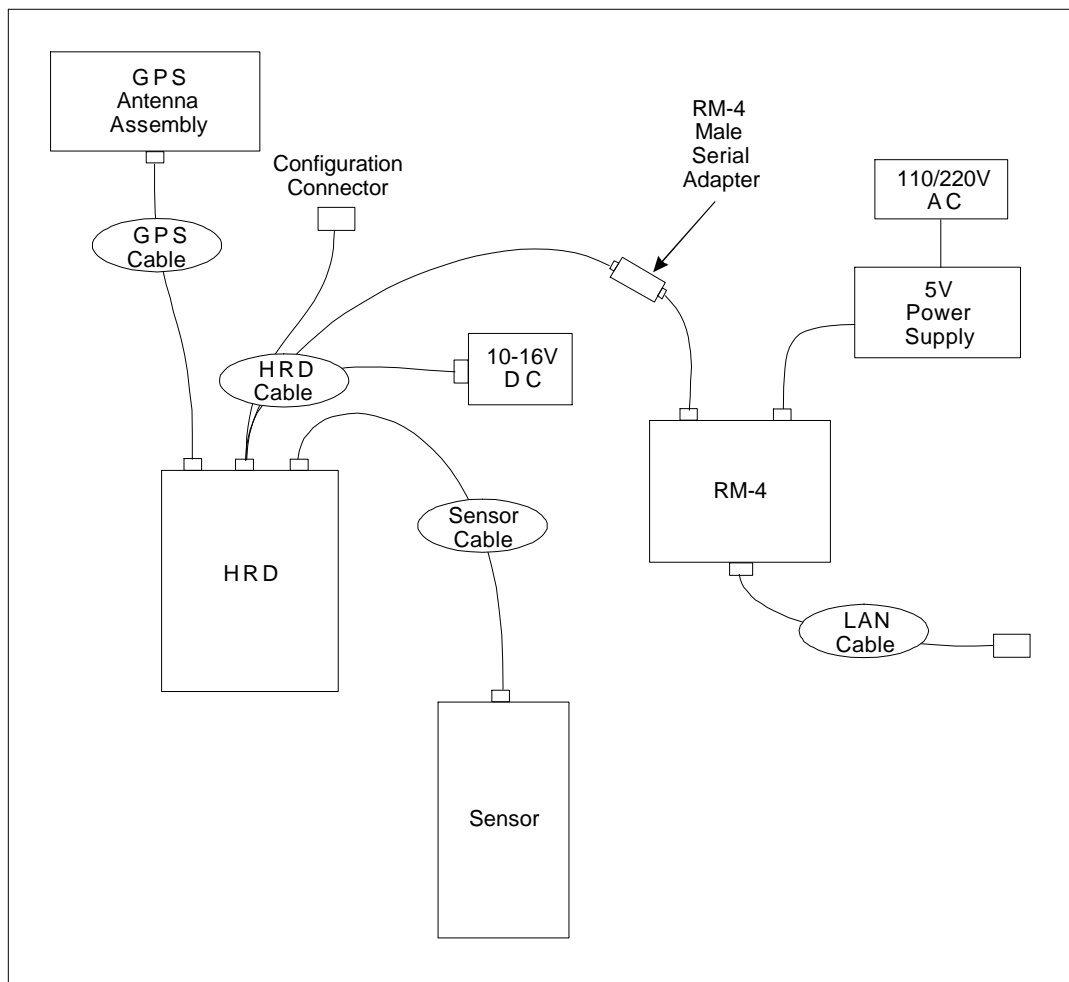 GPS
Antenna
Assembly
Configuration
Connector
RM-4
Male
Serial
Adapter
110/220V
AC
GPS
Cable
5V
Power
Supply
HRD
Cable
10-16V
DC
RM-4
Sensor
Cable
HRD
LAN
Cable
Sensor